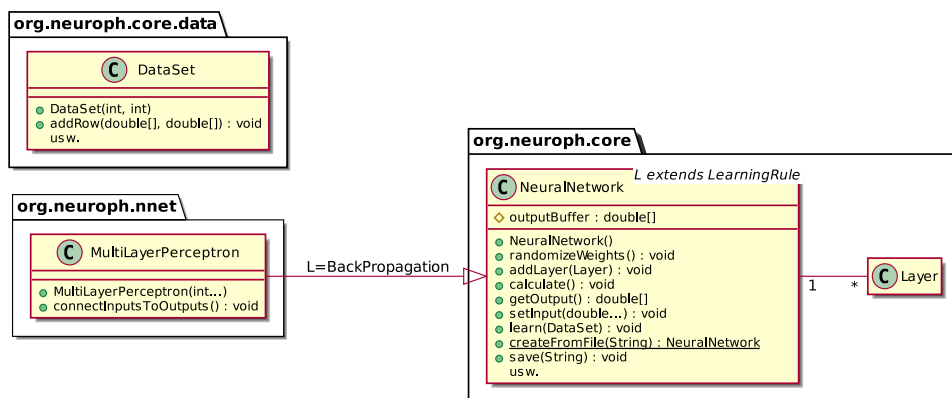 org.neuroph.core.data
C DataSet
DataSet(int, int)
addRow(double[], double[]) : void
usw.
org.neuroph.nnet
C MultiLayerPerceptron
MultiLayerPerceptron(int...)
connectInputsToOutputs() : void
L=BackPropagation
org.neuroph.core
L extends LearningRule
C NeuralNetwork
outputBuffer : double[]
NeuralNetwork()
randomizeWeights() : void
addLayer(Layer) : void
calculate() : void
getOutput() : double[]
setInput(double...) : void
learn(DataSet) : void
createFromFile(String) : NeuralNetwork
save(String) : void
usw.
1
*
C Layer